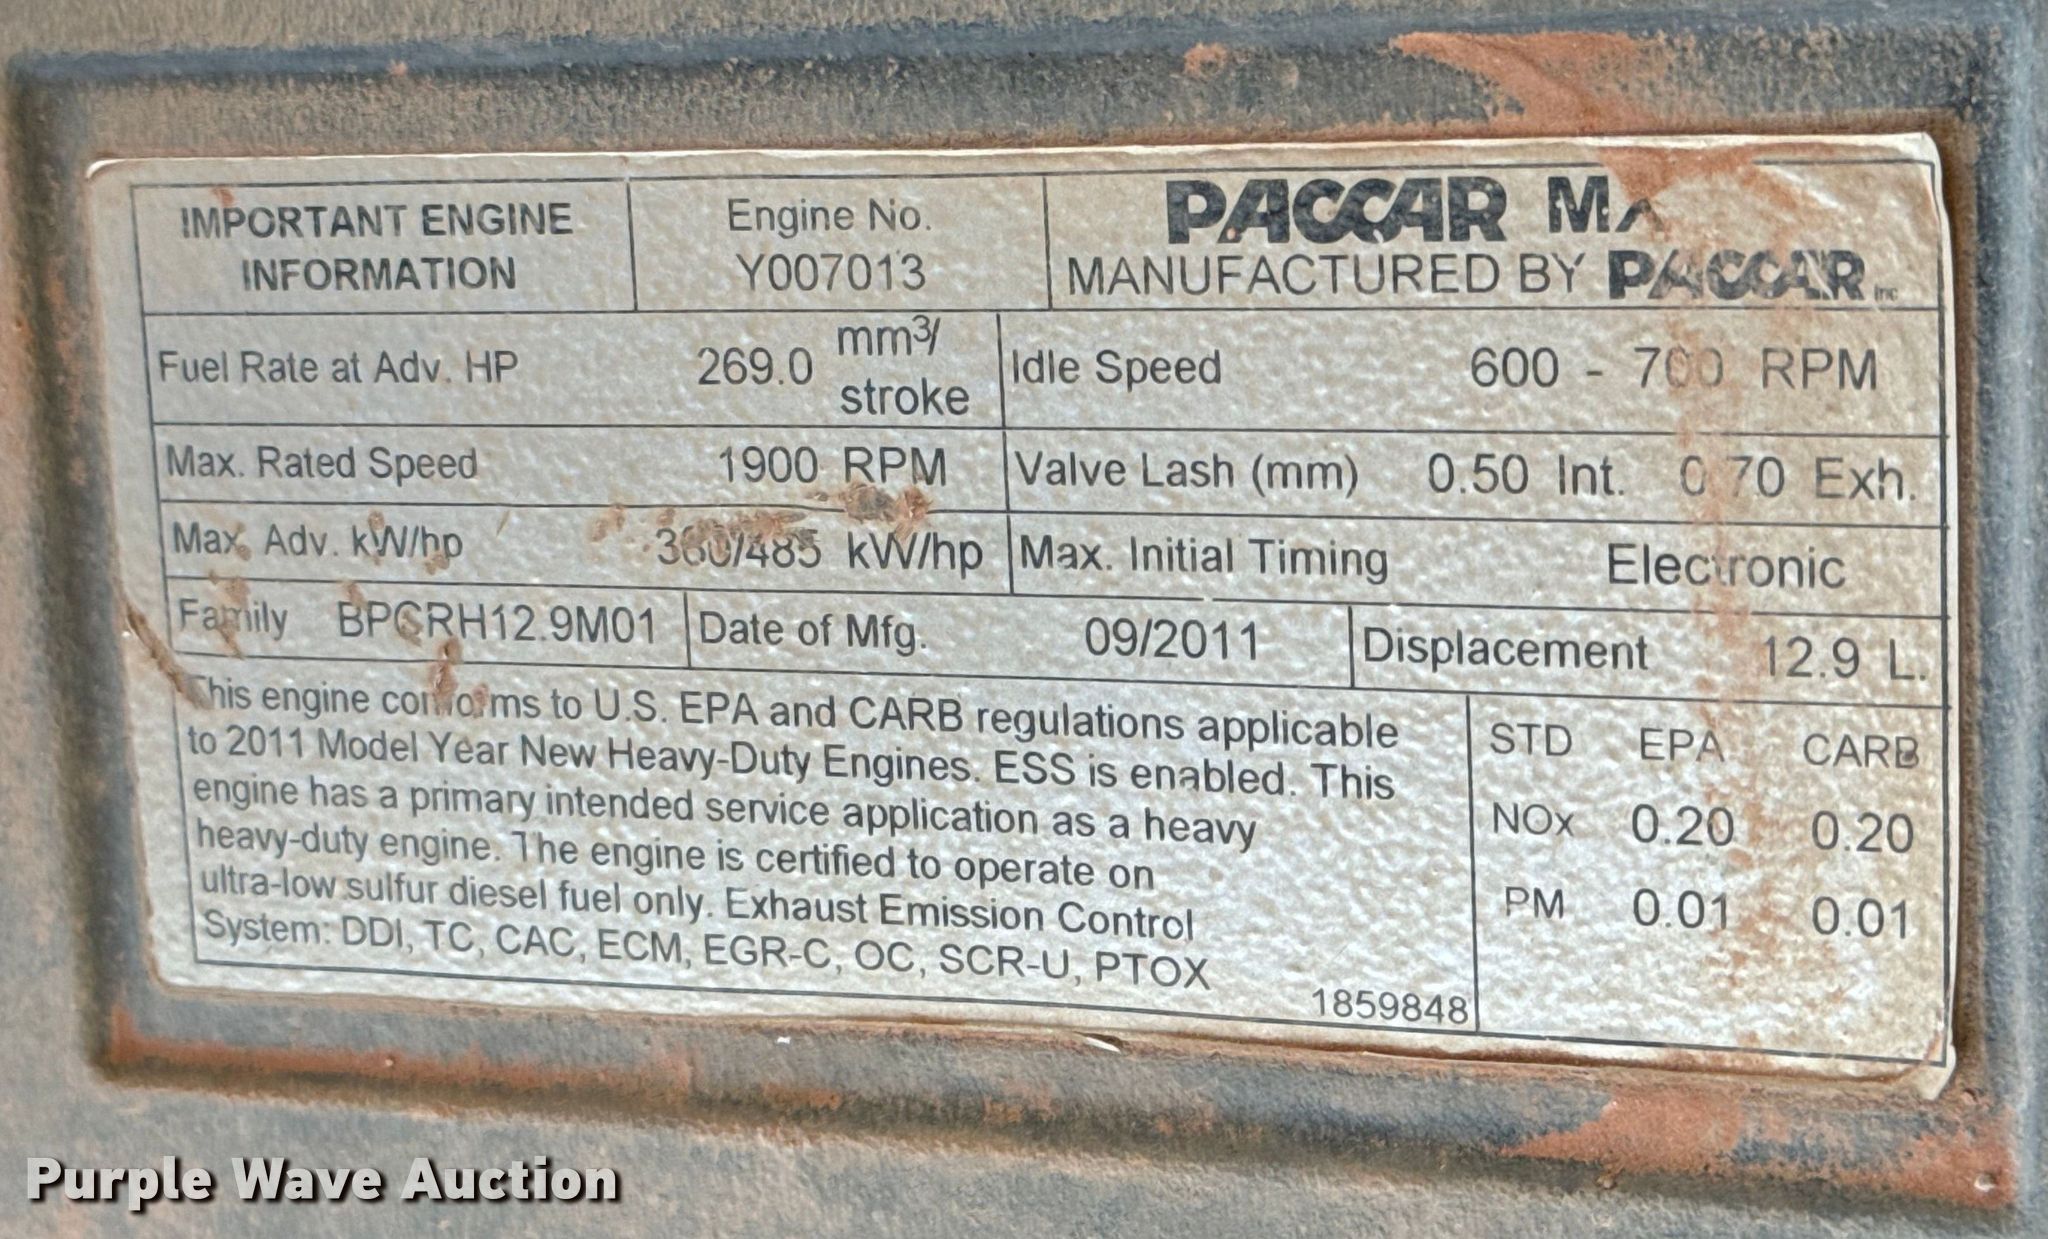 IMPORTANT ENGINE
INFORMATION
Engine No.
Y007013
PACCAR
MANUFACTURED BY PACCAR Inc
Fuel Rate at Adv. HP 269.0 mm³/
stroke
Idle Speed 600 - 700 RPM
Max. Rated Speed 1900 RPM
Valve Lash (mm) 0.50 Int. 0.70 Exh.
Max. Adv. kW/hp 360/485 kW/hp
Max. Initial Timing Electronic
Family BPCRH12.9M01
Date of Mfg. 09/2011
Displacement 12.9 L.
This engine conforms to U.S. EPA and CARB regulations applicable
to 2011 Model Year New Heavy-Duty Engines. ESS is enabled. This
engine has a primary intended service application as a heavy
heavy-duty engine. The engine is certified to operate on
ultra-low sulfur diesel fuel only. Exhaust Emission Control
System: DDI, TC, CAC, ECM, EGR-C, OC, SCR-U, PTOX
1859848
STD EPA CARB
NOx 0.20 0.20
PM 0.01 0.01
Purple Wave Auction